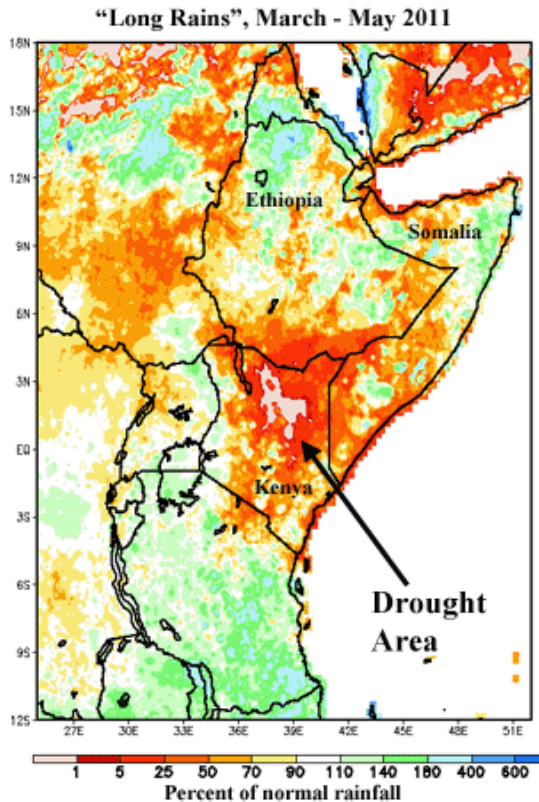 “Long Rains”, March - May 2011
18N
15N
12N
9N
6N
3N
EQ
3S
6S
9S
12S
Ethiopia
Somalia
Kenya
Drought
Area
27E 30E 33E 36E 39E 42E 45E 48E 51E
1 5 25 50 70 90 110 140 180 400 600
Percent of normal rainfall